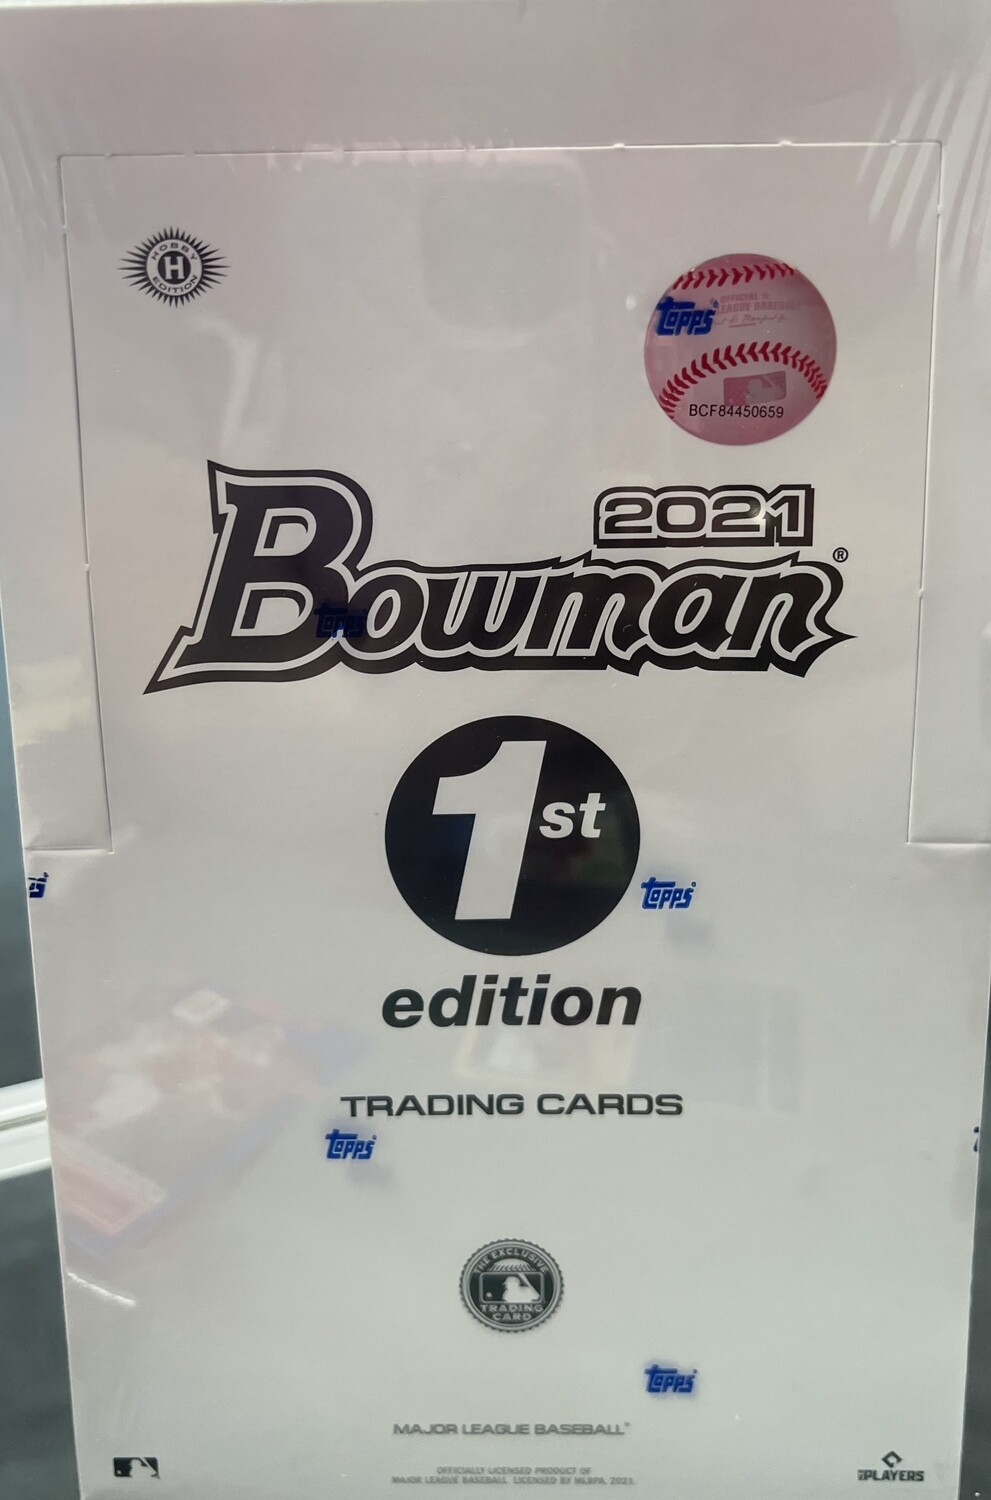 HOBBY
H
EDITION
Topps
OFFICIAL
LEAGUE BASEBALL
BCF84450659
2021
Bowman®
Topps
1st
Topps
edition
TRADING CARDS
Topps
THE EXCLUSIVE
TRADING
CARD
Topps
MAJOR LEAGUE BASEBALL
OFFICIALLY LICENSED PRODUCT OF
MAJOR LEAGUE BASEBALL LICENSED BY MLBPA, 2021.
PLAYERS